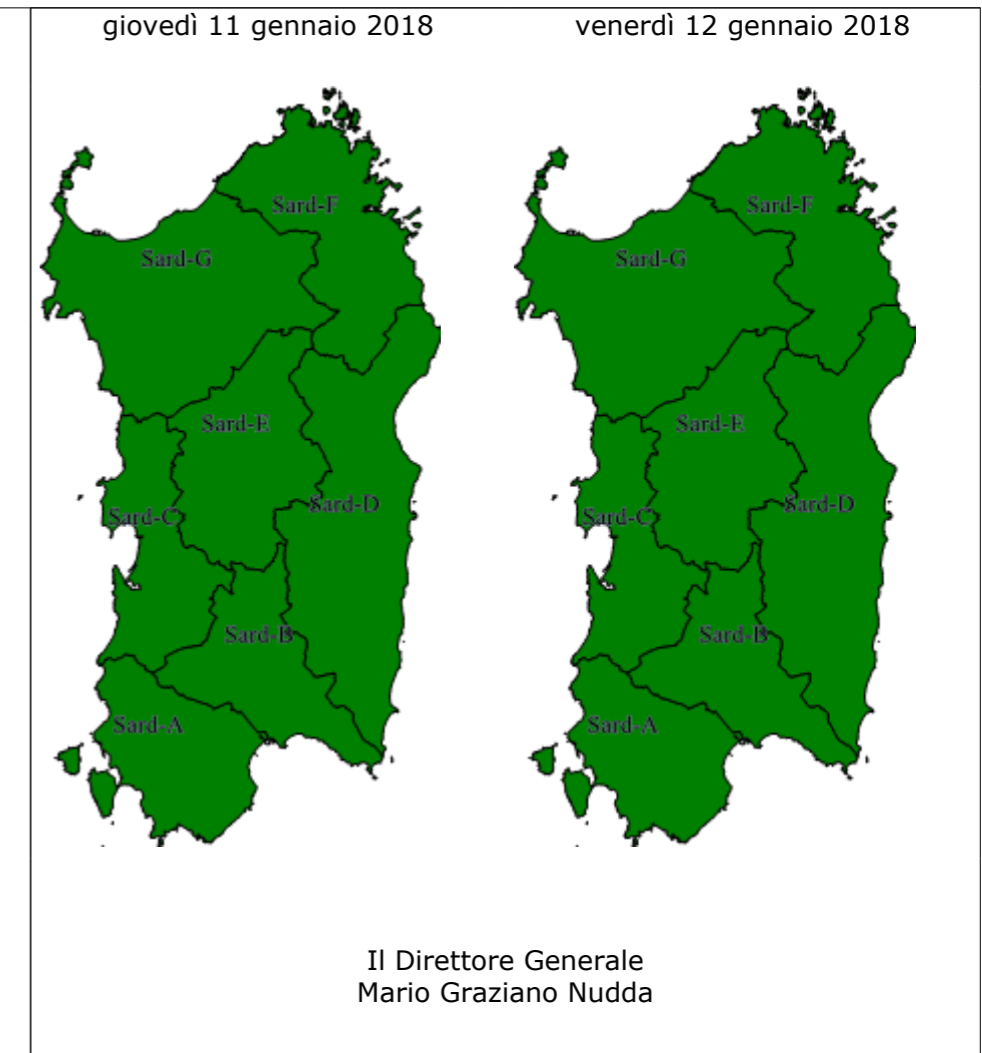 giovedì 11 gennaio 2018
venerdì 12 gennaio 2018
Sard-F
Sard-G
Sard-E
Sard-D
Sard-C
Sard-B
Sard-A
Sard-F
Sard-G
Sard-E
Sard-D
Sard-C
Sard-B
Sard-A
Il Direttore Generale
Mario Graziano Nudda